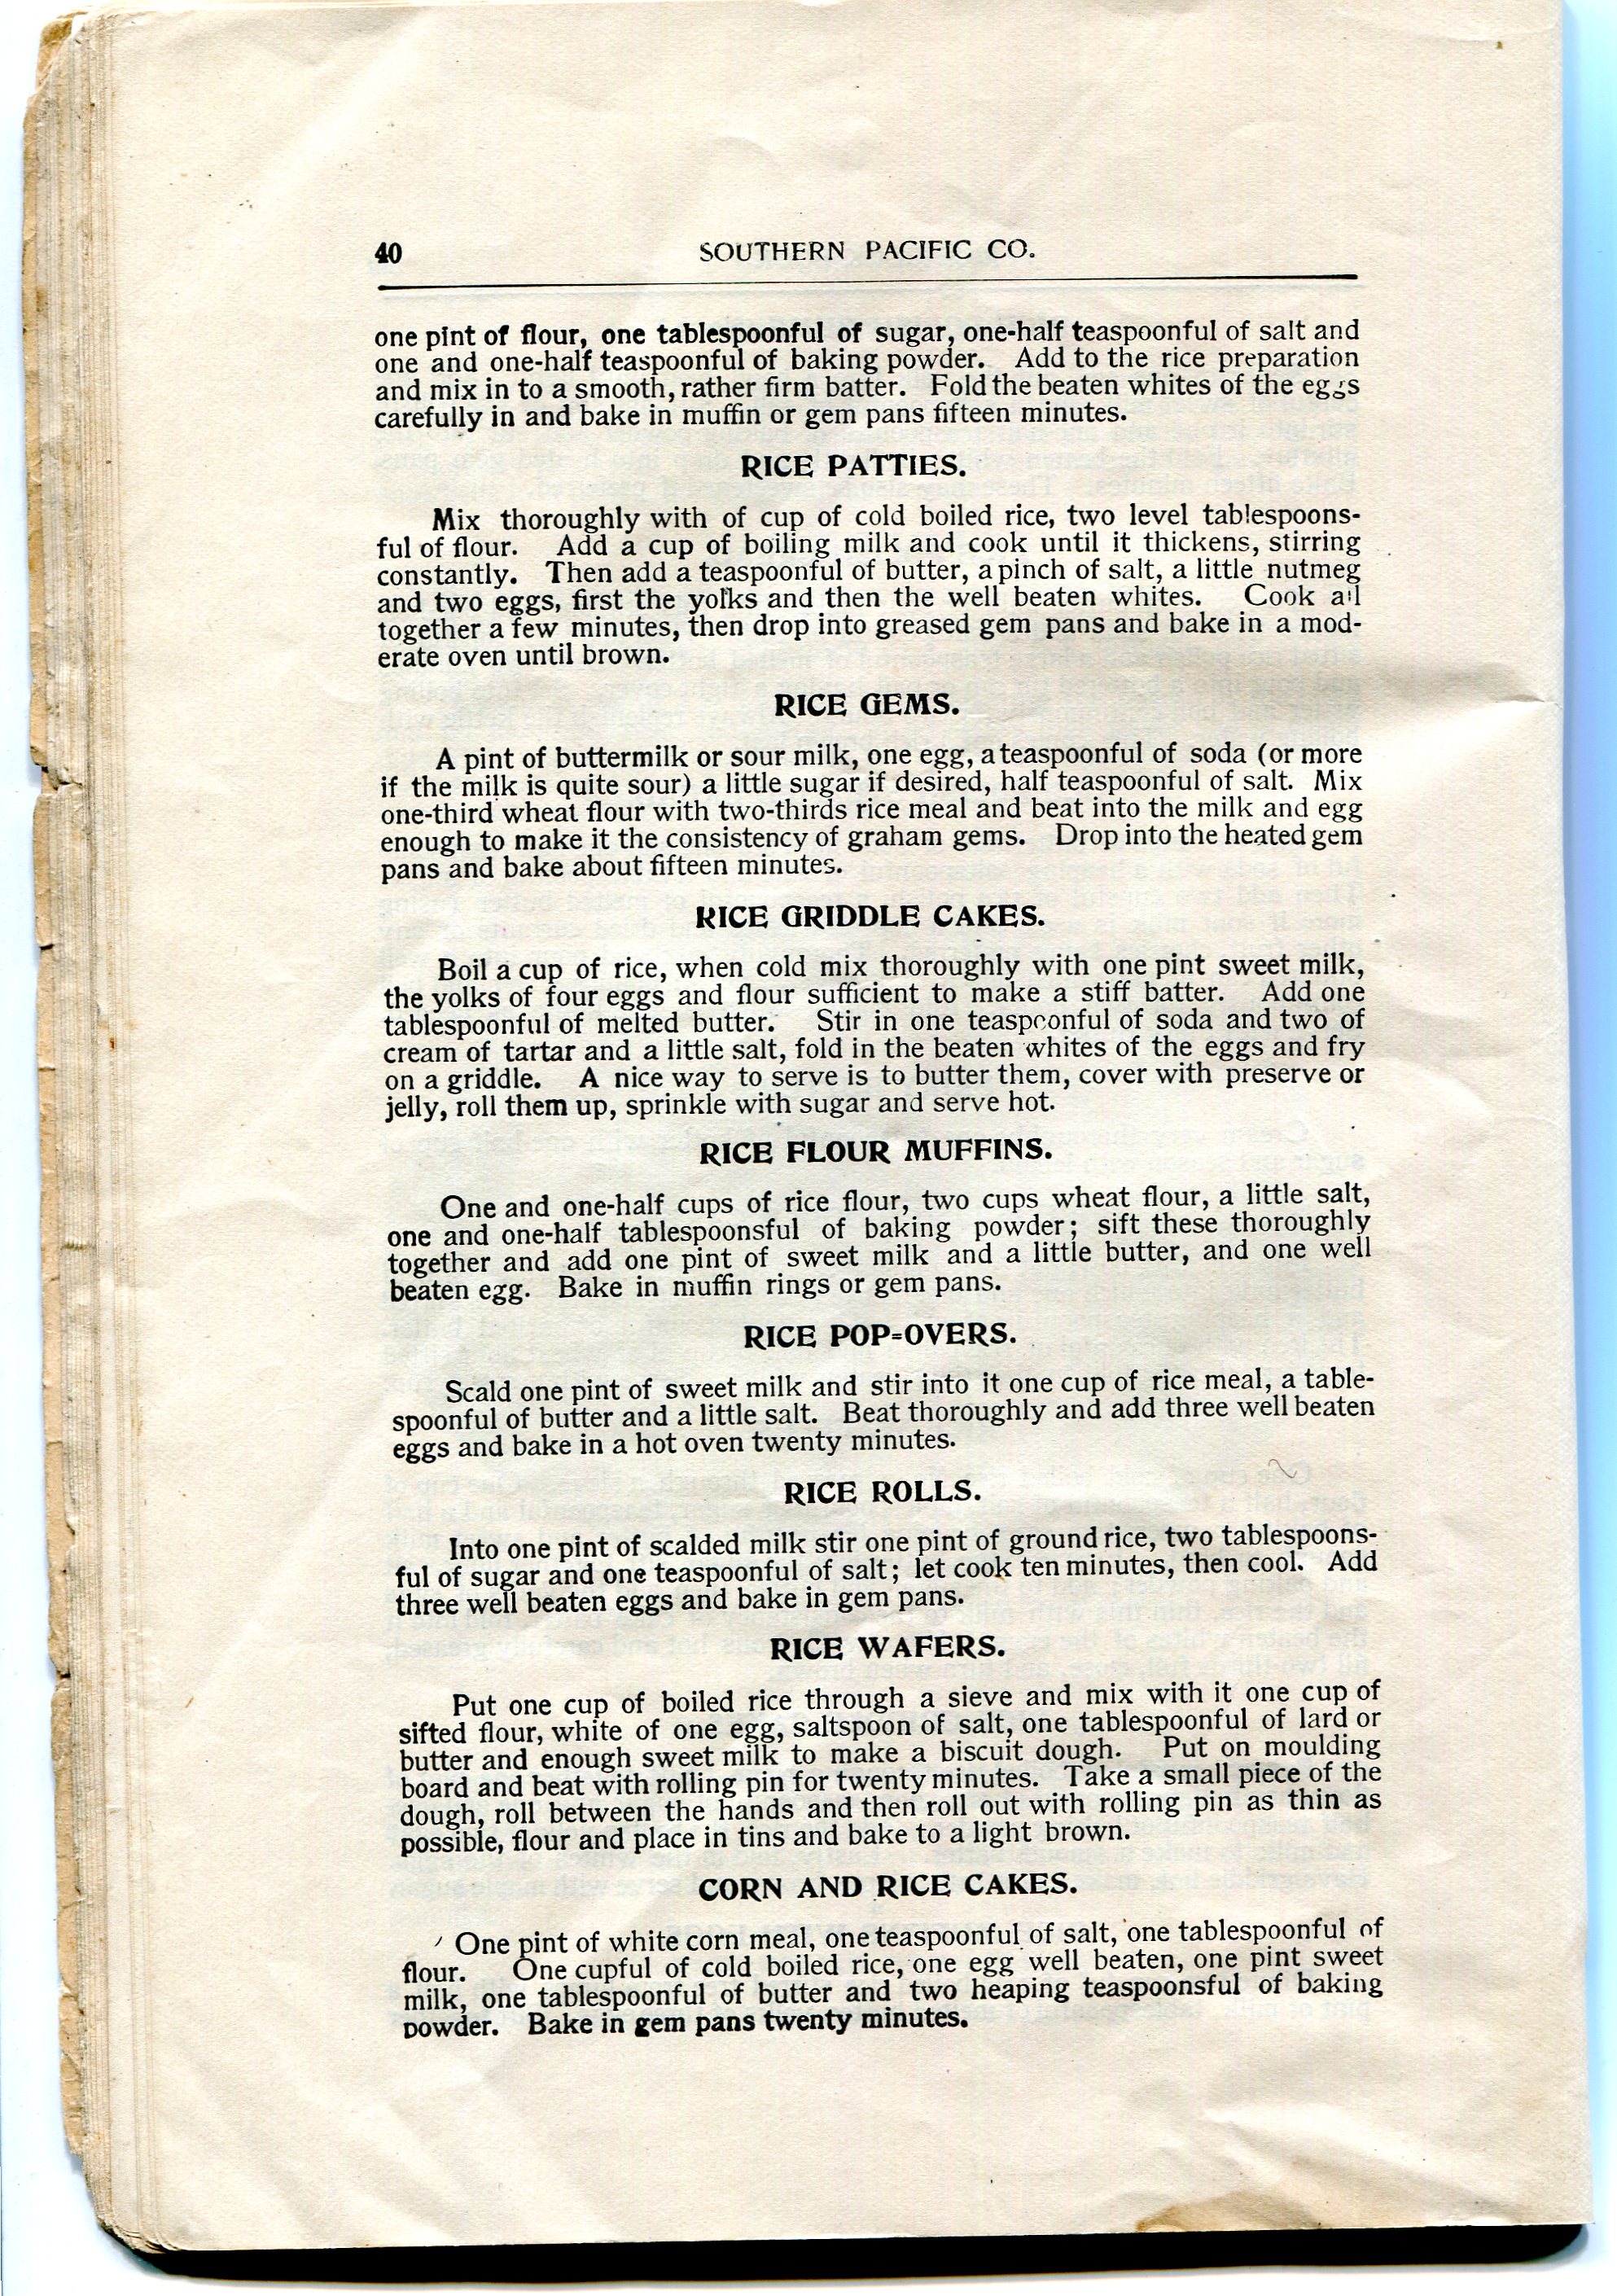 40 SOUTHERN PACIFIC CO.
one pint of flour, one tablespoonful of sugar, one-half teaspoonful of salt and
one and one-half teaspoonful of baking powder. Add to the rice preparation
and mix in to a smooth, rather firm batter. Fold the beaten whites of the eggs
carefully in and bake in muffin or gem pans fifteen minutes.
RICE PATTIES.
Mix thoroughly with of cup of cold boiled rice, two level tablespoons-
ful of flour. Add a cup of boiling milk and cook until it thickens, stirring
constantly. Then add a teaspoonful of butter, a pinch of salt, a little nutmeg
and two eggs, first the yolks and then the well beaten whites. Cook all
together a few minutes, then drop into greased gem pans and bake in a mod-
erate oven until brown.
RICE GEMS.
A pint of buttermilk or sour milk, one egg, a teaspoonful of soda (or more
if the milk is quite sour) a little sugar if desired, half teaspoonful of salt. Mix
one-third wheat flour with two-thirds rice meal and beat into the milk and egg
enough to make it the consistency of graham gems. Drop into the heated gem
pans and bake about fifteen minutes.
RICE GRIDDLE CAKES.
Boil a cup of rice, when cold mix thoroughly with one pint sweet milk,
the yolks of four eggs and flour sufficient to make a stiff batter. Add one
tablespoonful of melted butter. Stir in one teaspoonful of soda and two of
cream of tartar and a little salt, fold in the beaten whites of the eggs and fry
on a griddle. A nice way to serve is to butter them, cover with preserve or
jelly, roll them up, sprinkle with sugar and serve hot.
RICE FLOUR MUFFINS.
One and one-half cups of rice flour, two cups wheat flour, a little salt,
one and one-half tablespoonsful of baking powder; sift these thoroughly
together and add one pint of sweet milk and a little butter, and one well
beaten egg. Bake in muffin rings or gem pans.
RICE POP=OVERS.
Scald one pint of sweet milk and stir into it one cup of rice meal, a table-
spoonful of butter and a little salt. Beat thoroughly and add three well beaten
eggs and bake in a hot oven twenty minutes.
RICE ROLLS.
Into one pint of scalded milk stir one pint of ground rice, two tablespoons-
ful of sugar and one teaspoonful of salt; let cook ten minutes, then cool. Add
three well beaten eggs and bake in gem pans.
RICE WAFERS.
Put one cup of boiled rice through a sieve and mix with it one cup of
sifted flour, white of one egg, saltspoon of salt, one tablespoonful of lard or
butter and enough sweet milk to make a biscuit dough. Put on moulding
board and beat with rolling pin for twenty minutes. Take a small piece of the
dough, roll between the hands and then roll out with rolling pin as thin as
possible, flour and place in tins and bake to a light brown.
CORN AND RICE CAKES.
One pint of white corn meal, one teaspoonful of salt, one tablespoonful of
flour. One cupful of cold boiled rice, one egg well beaten, one pint sweet
milk, one tablespoonful of butter and two heaping teaspoonsful of baking
powder. Bake in gem pans twenty minutes.